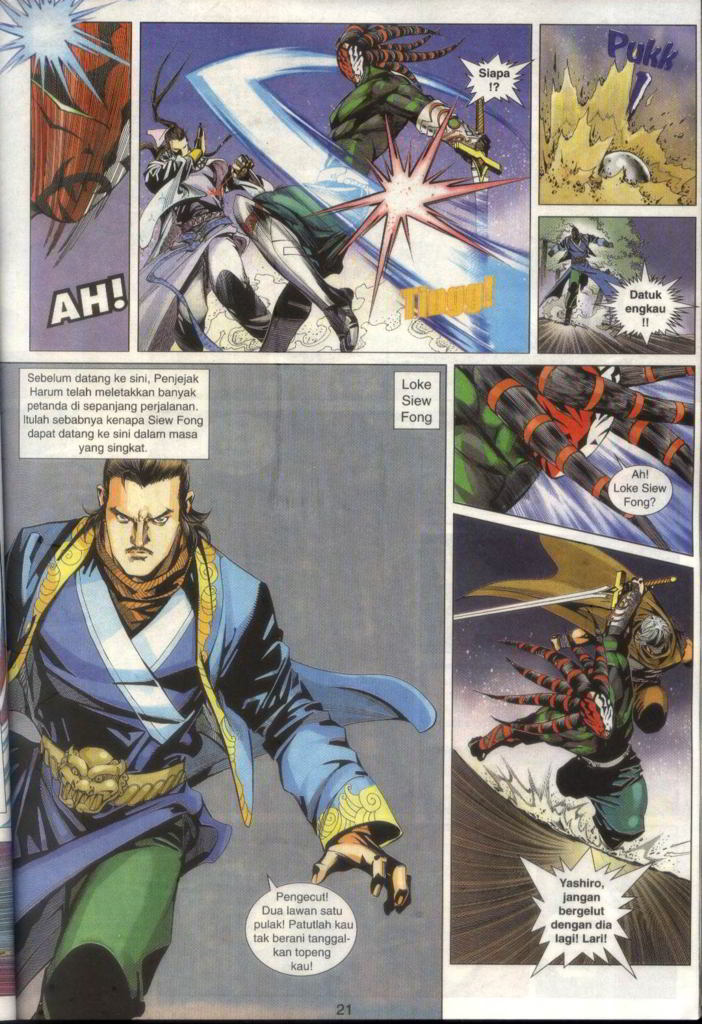 AH!
Siapa
!?
Tingg!
Pukk
!
Datuk
engkau
!!
Sebelum datang ke sini, Penjejak
Harum telah meletakkan banyak
petanda di sepanjang perjalanan.
Itulah sebabnya kenapa Siew Fong
dapat datang ke sini dalam masa
yang singkat.
Loke
Siew
Fong
Pengecut!
Dua lawan satu
pulak! Patutlah kau
tak berani tanggal-
kan topeng
kau!
Ah!
Loke Siew
Fong?
Yashiro,
jangan
bergelut
dengan dia
lagi! Lari!
21